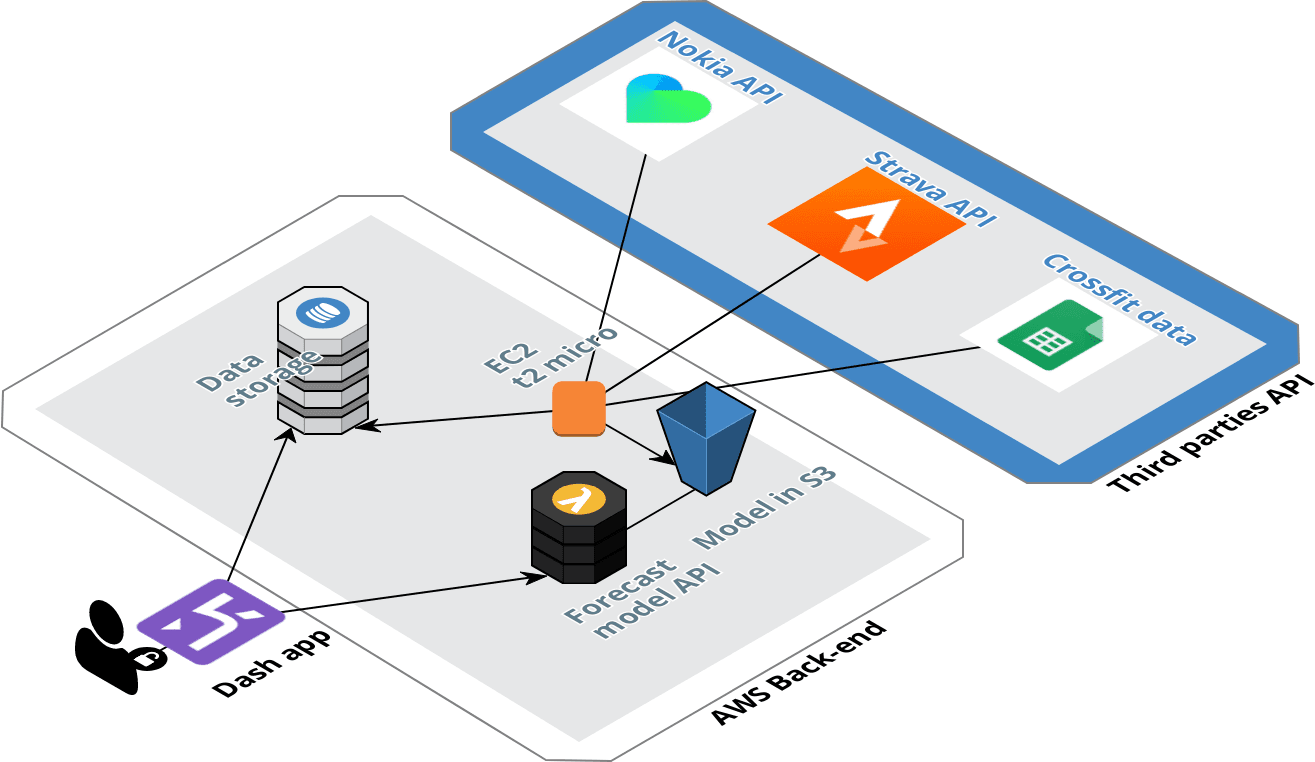 Nokia API
Strava API
Crossfit data
Third parties API
EC2
t2 micro
Data
storage
Model in S3
Forecast
model API
Dash app
AWS Back-end